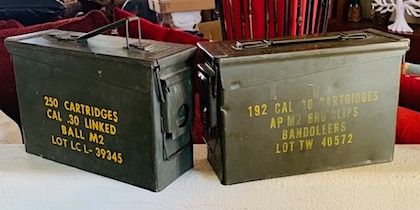 250 CARTRIDGES
CAL .30 LINKED
BALL M2
LOT LC L-39345
192 CAL .30 CARTRIDGES
AP M2 8RD CLIPS
BANDOLEERS
LOT TW 40572